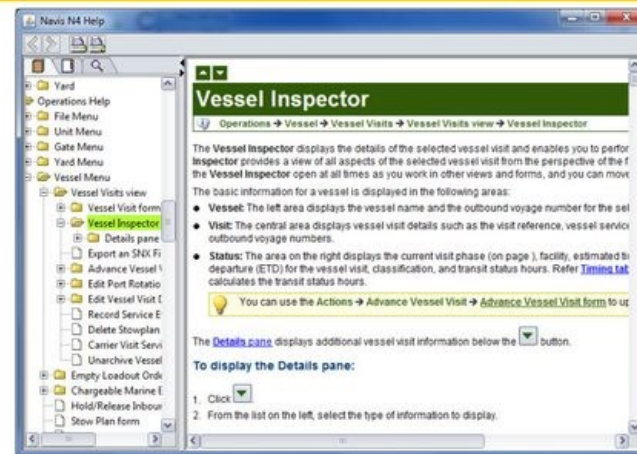 Navis N4 Help
Yard
Operations Help
File Menu
Unit Menu
Gate Menu
Yard Menu
Vessel Menu
Vessel Visits view
Vessel Visit form
Vessel Inspector
Details pane
Export an SNX Fi
Advance Vessel
Edit Port Rotatio
Edit Vessel Visit D
Record Service E
Delete Stowplan
Carrier Visit Servi
Unarchive Vessel
Empty Loadout Orde
Chargeable Marine E
Hold/Release Inbour
Stow Plan form
Vessel Inspector
Operations → Vessel → Vessel Visits → Vessel Visits view → Vessel Inspector
The Vessel Inspector displays the details of the selected vessel visit and enables you to perfor
Inspector provides a view of all aspects of the selected vessel visit from the perspective of the f
the Vessel Inspector open at all times as you work in other views and forms, and you can move
The basic information for a vessel is displayed in the following areas:
● Vessel: The left area displays the vessel name and the outbound voyage number for the sel
● Visit: The central area displays vessel visit details such as the visit reference, vessel service
outbound voyage numbers.
● Status: The area on the right displays the current visit phase (on page ), facility, estimated ti
departure (ETD) for the vessel visit, classification, and transit status hours. Refer Timing tab
calculates the transit status hours.
You can use the Actions → Advance Vessel Visit → Advance Vessel Visit form to up
The Details pane displays additional vessel visit information below the button.
To display the Details pane:
1. Click
2. From the list on the left, select the type of information to display.